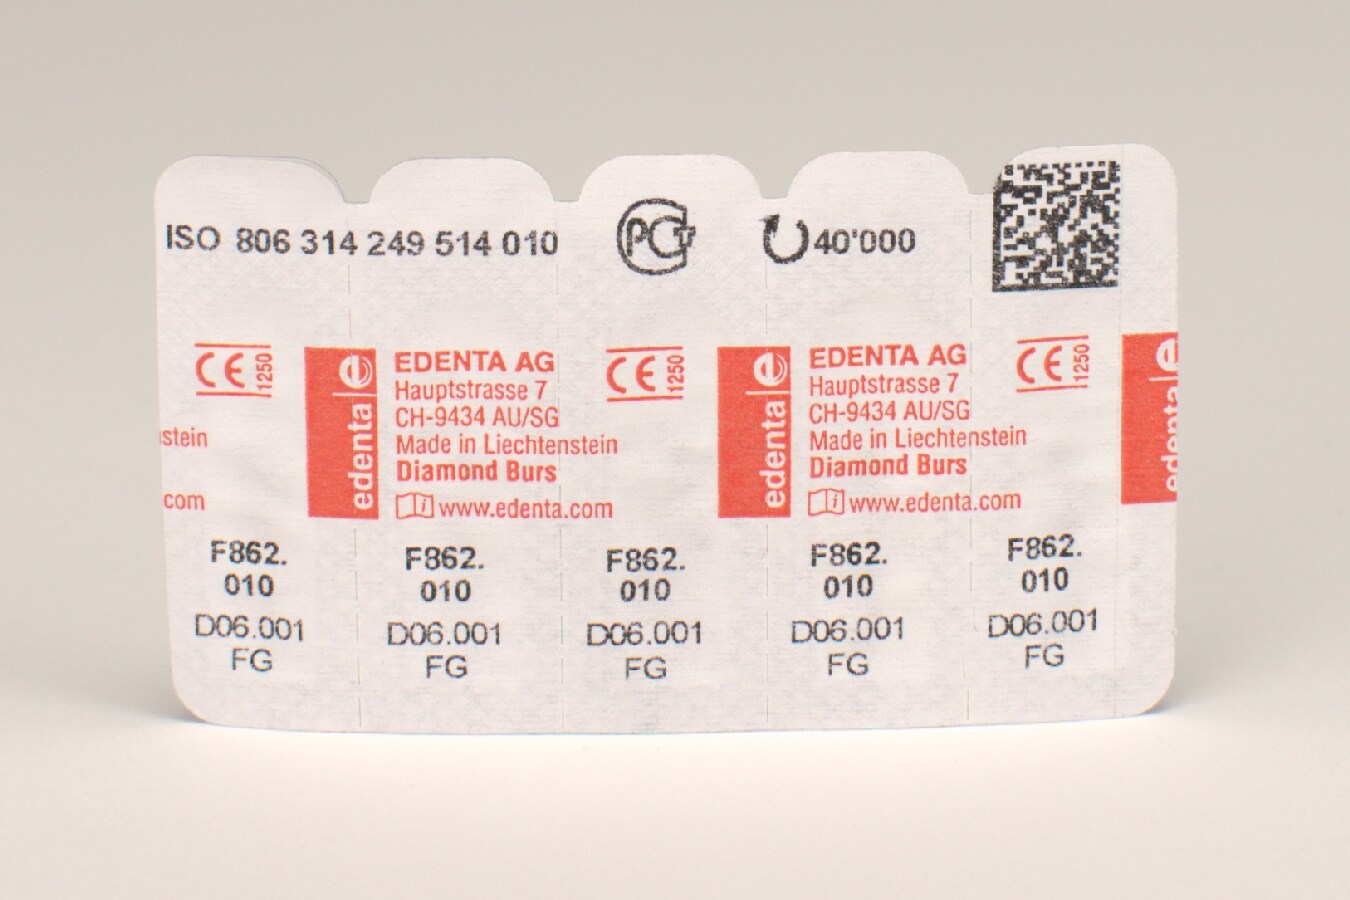 ISO 806 314 249 514 010
PCT
40'000
CE 1250
edenta e
EDENTA AG
Hauptstrasse 7
CH-9434 AU/SG
Made in Liechtenstein
Diamond Burs
www.edenta.com
CE 1250
edenta e
EDENTA AG
Hauptstrasse 7
CH-9434 AU/SG
Made in Liechtenstein
Diamond Burs
www.edenta.com
CE 1250
edenta e
stein
com
F862.
010
D06.001
FG
F862.
010
D06.001
FG
F862.
010
D06.001
FG
F862.
010
D06.001
FG
F862.
010
D06.001
FG